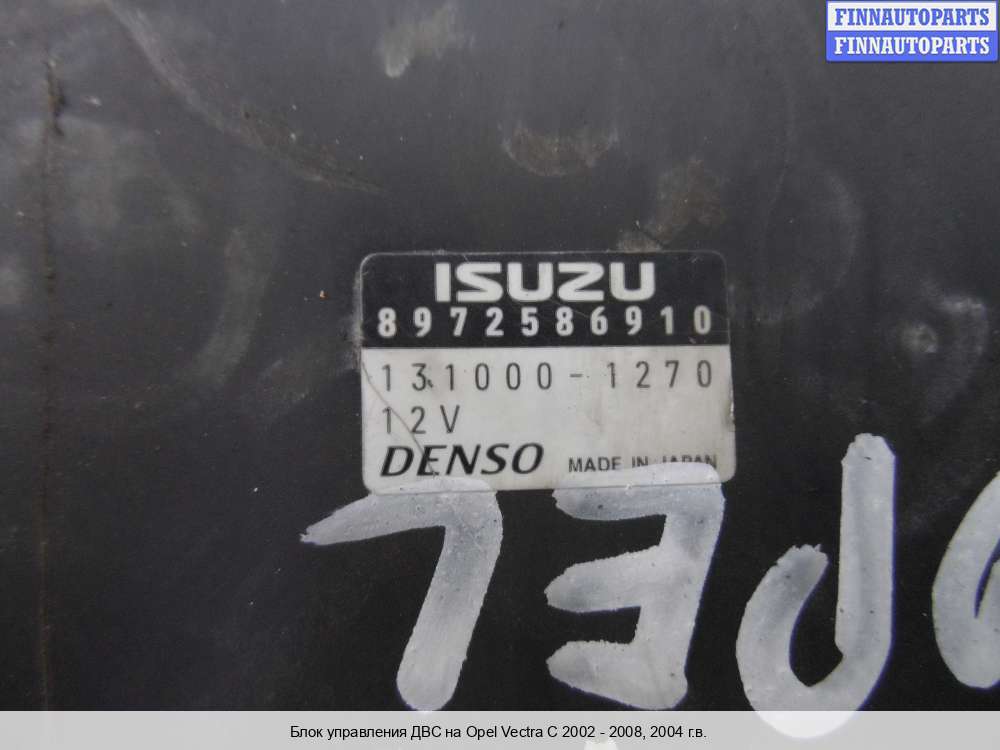 FINNAUTOPARTS
FINNAUTOPARTS
ISUZU
8972586910
131000-1270
12V
DENSO MADE IN JAPAN
OPEL
Блок управления ДВС на Opel Vectra C 2002 - 2008, 2004 г.в.